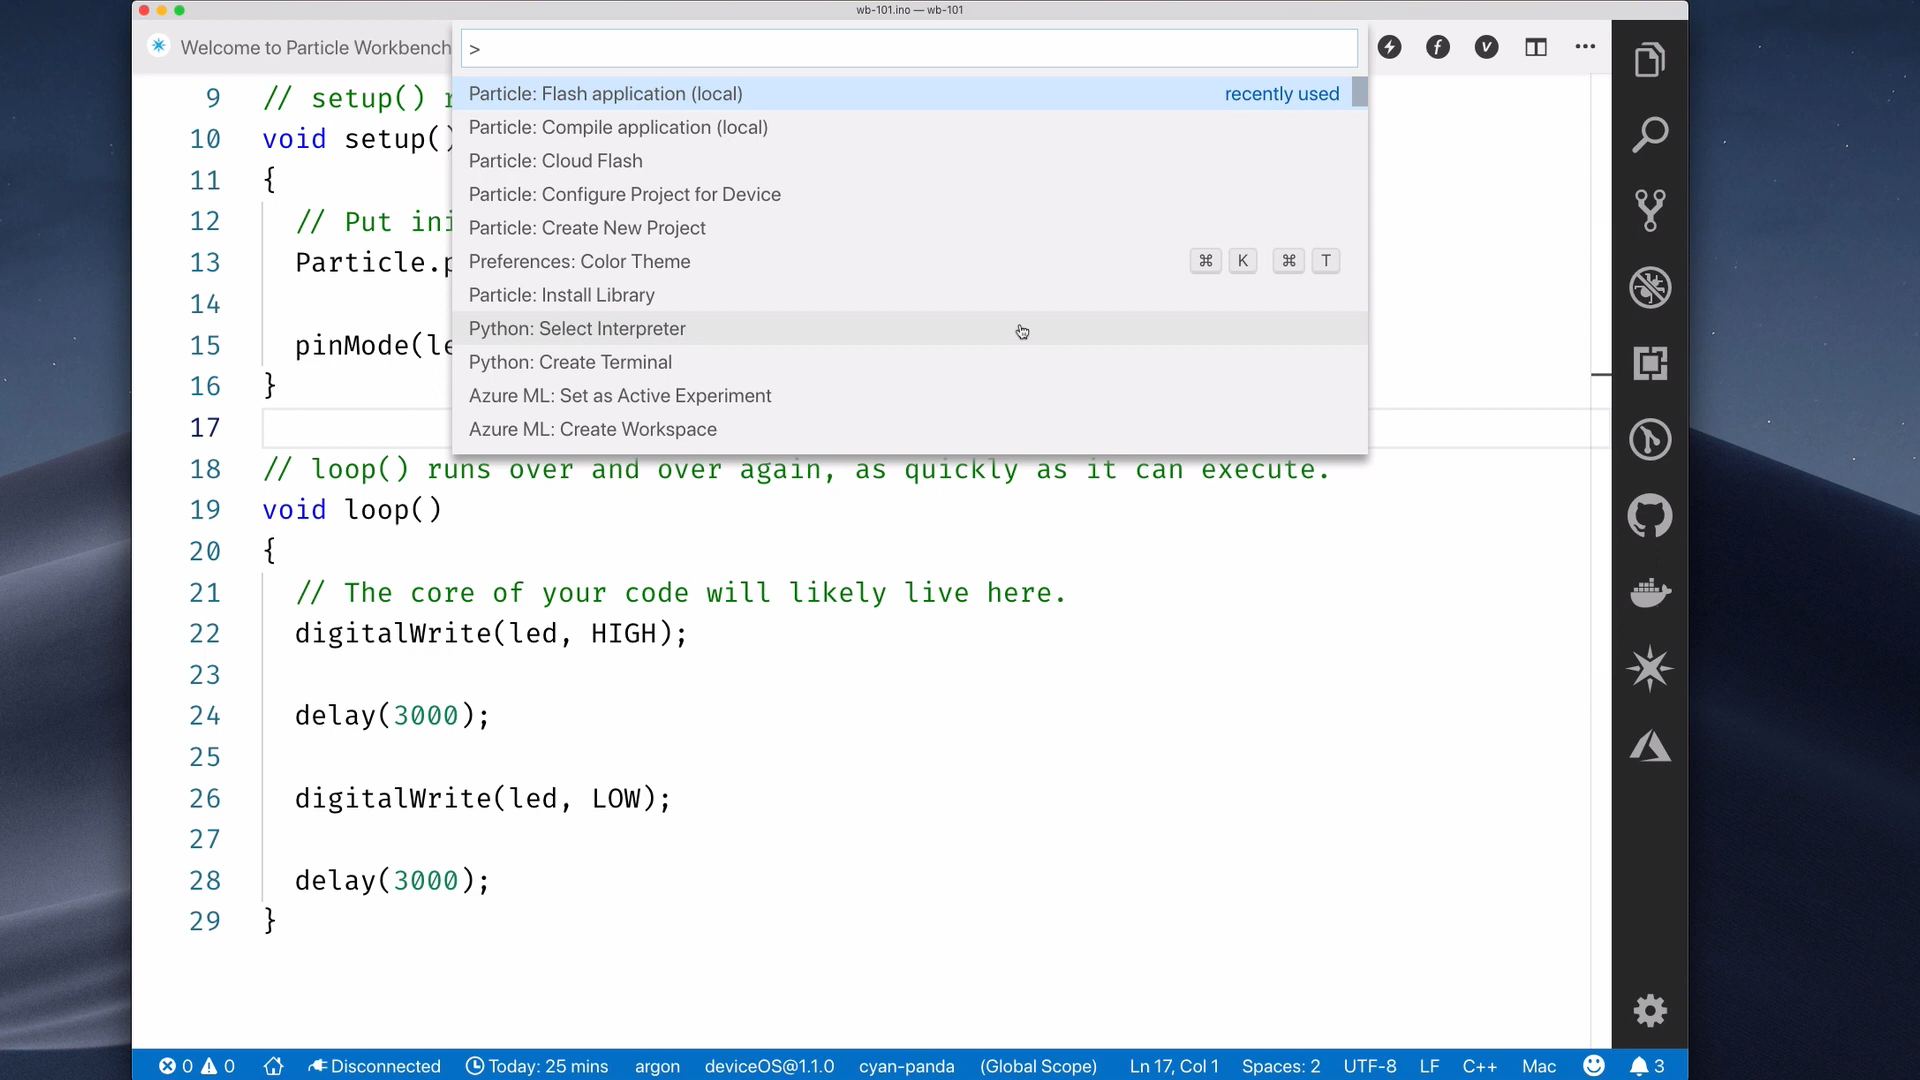 wb-101.ino — wb-101
Welcome to Particle Workbench
>
Particle: Flash application (local) recently used
Particle: Compile application (local)
Particle: Cloud Flash
Particle: Configure Project for Device
Particle: Create New Project
Preferences: Color Theme ⌘ K ⌘ T
Particle: Install Library
Python: Select Interpreter
Python: Create Terminal
Azure ML: Set as Active Experiment
Azure ML: Create Workspace
9 // setup()
10 void setup()
11 {
12 // Put ini
13 Particle.p
14
15 pinMode(le
16 }
17
18 // loop() runs over and over again, as quickly as it can execute.
19 void loop()
20 {
21 // The core of your code will likely live here.
22 digitalWrite(led, HIGH);
23
24 delay(3000);
25
26 digitalWrite(led, LOW);
27
28 delay(3000);
29 }
0 0 Disconnected Today: 25 mins argon deviceOS@1.1.0 cyan-panda (Global Scope) Ln 17, Col 1 Spaces: 2 UTF-8 LF C++ Mac 3